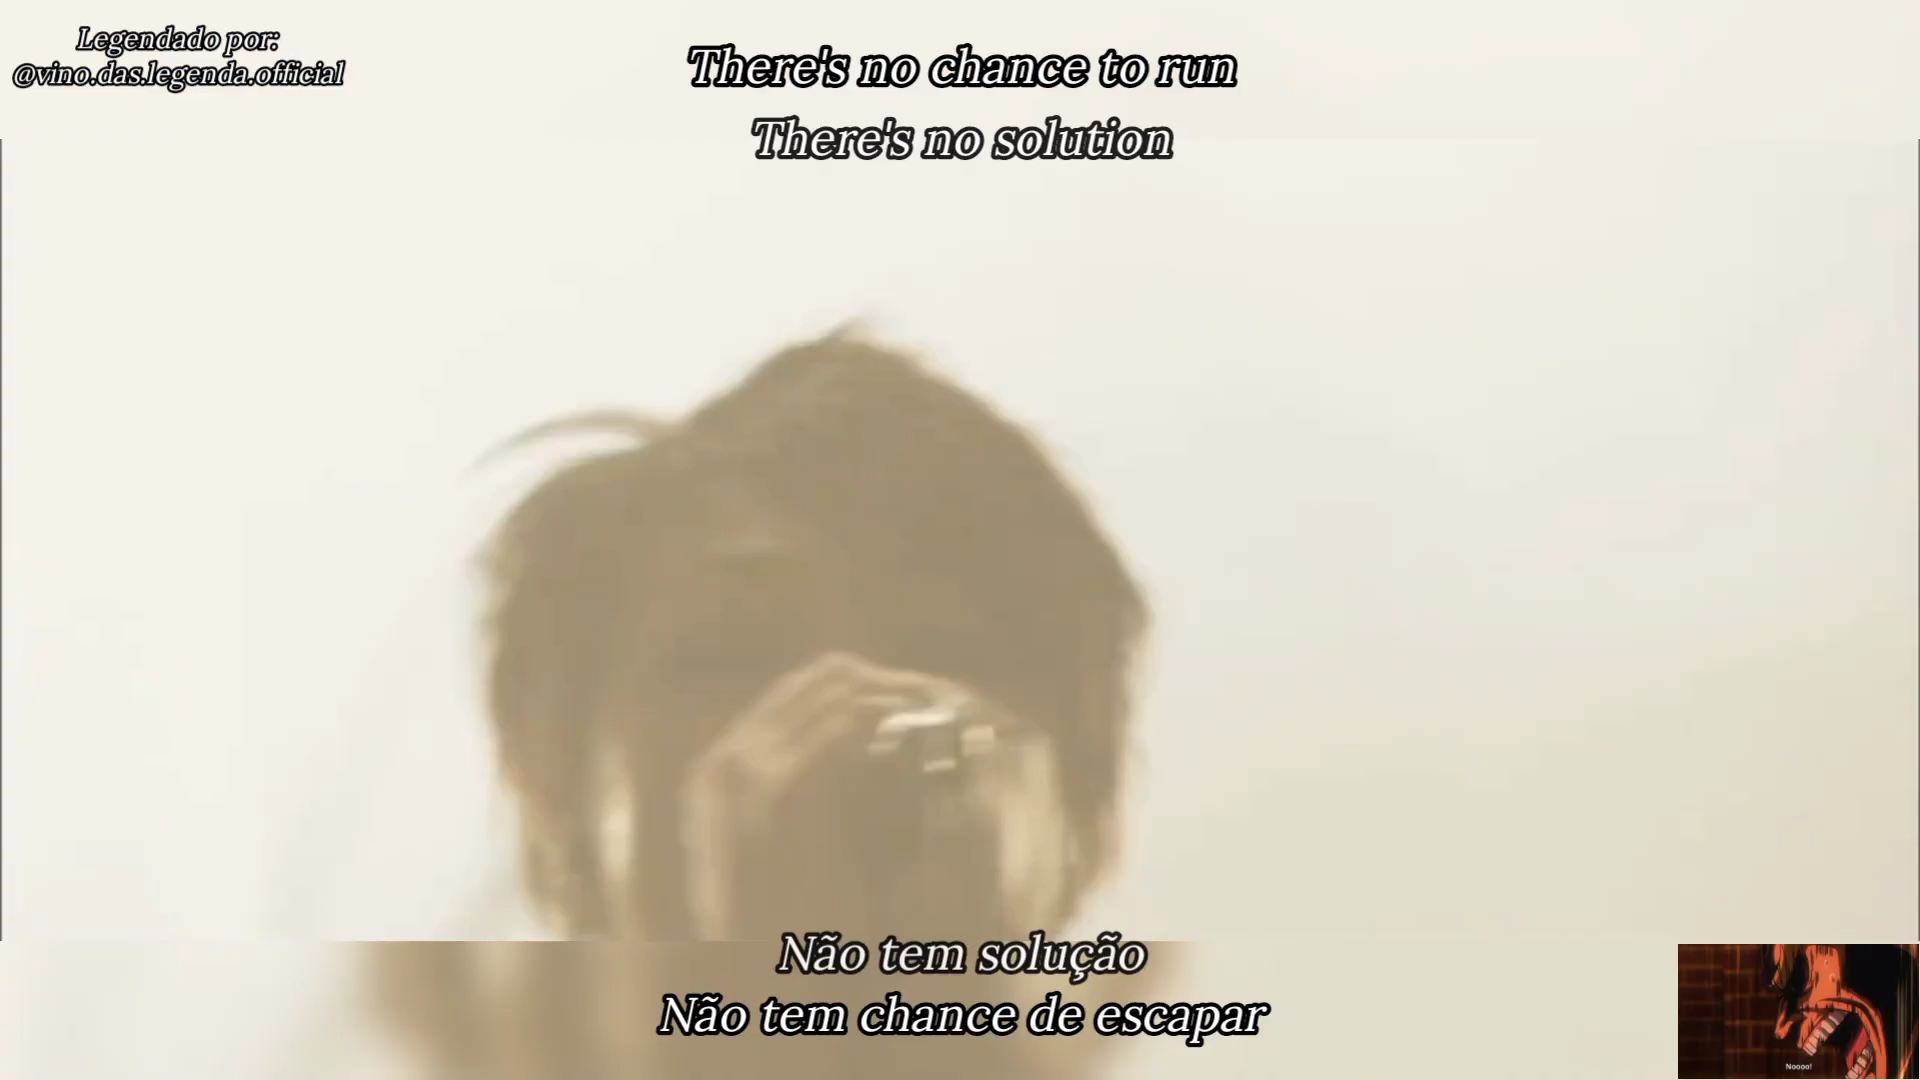 Legendado por:
@vino.das.legenda.official
There's no chance to run
There's no solution
Não tem solução
Não tem chance de escapar
Noooo!